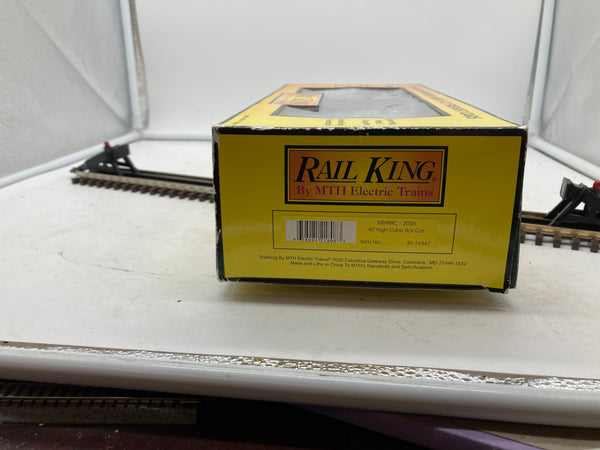 RAIL KING
By MTH Electric Trains
MTHRRC - 2006
40' High Cube Box Car
Item No. 30-74347
RailKing By MTH Electric Trains® 7020 Columbia Gateway Drive, Columbia, MD 21046-1532
Made and Litho in China To MTH's Standards and Specifications.